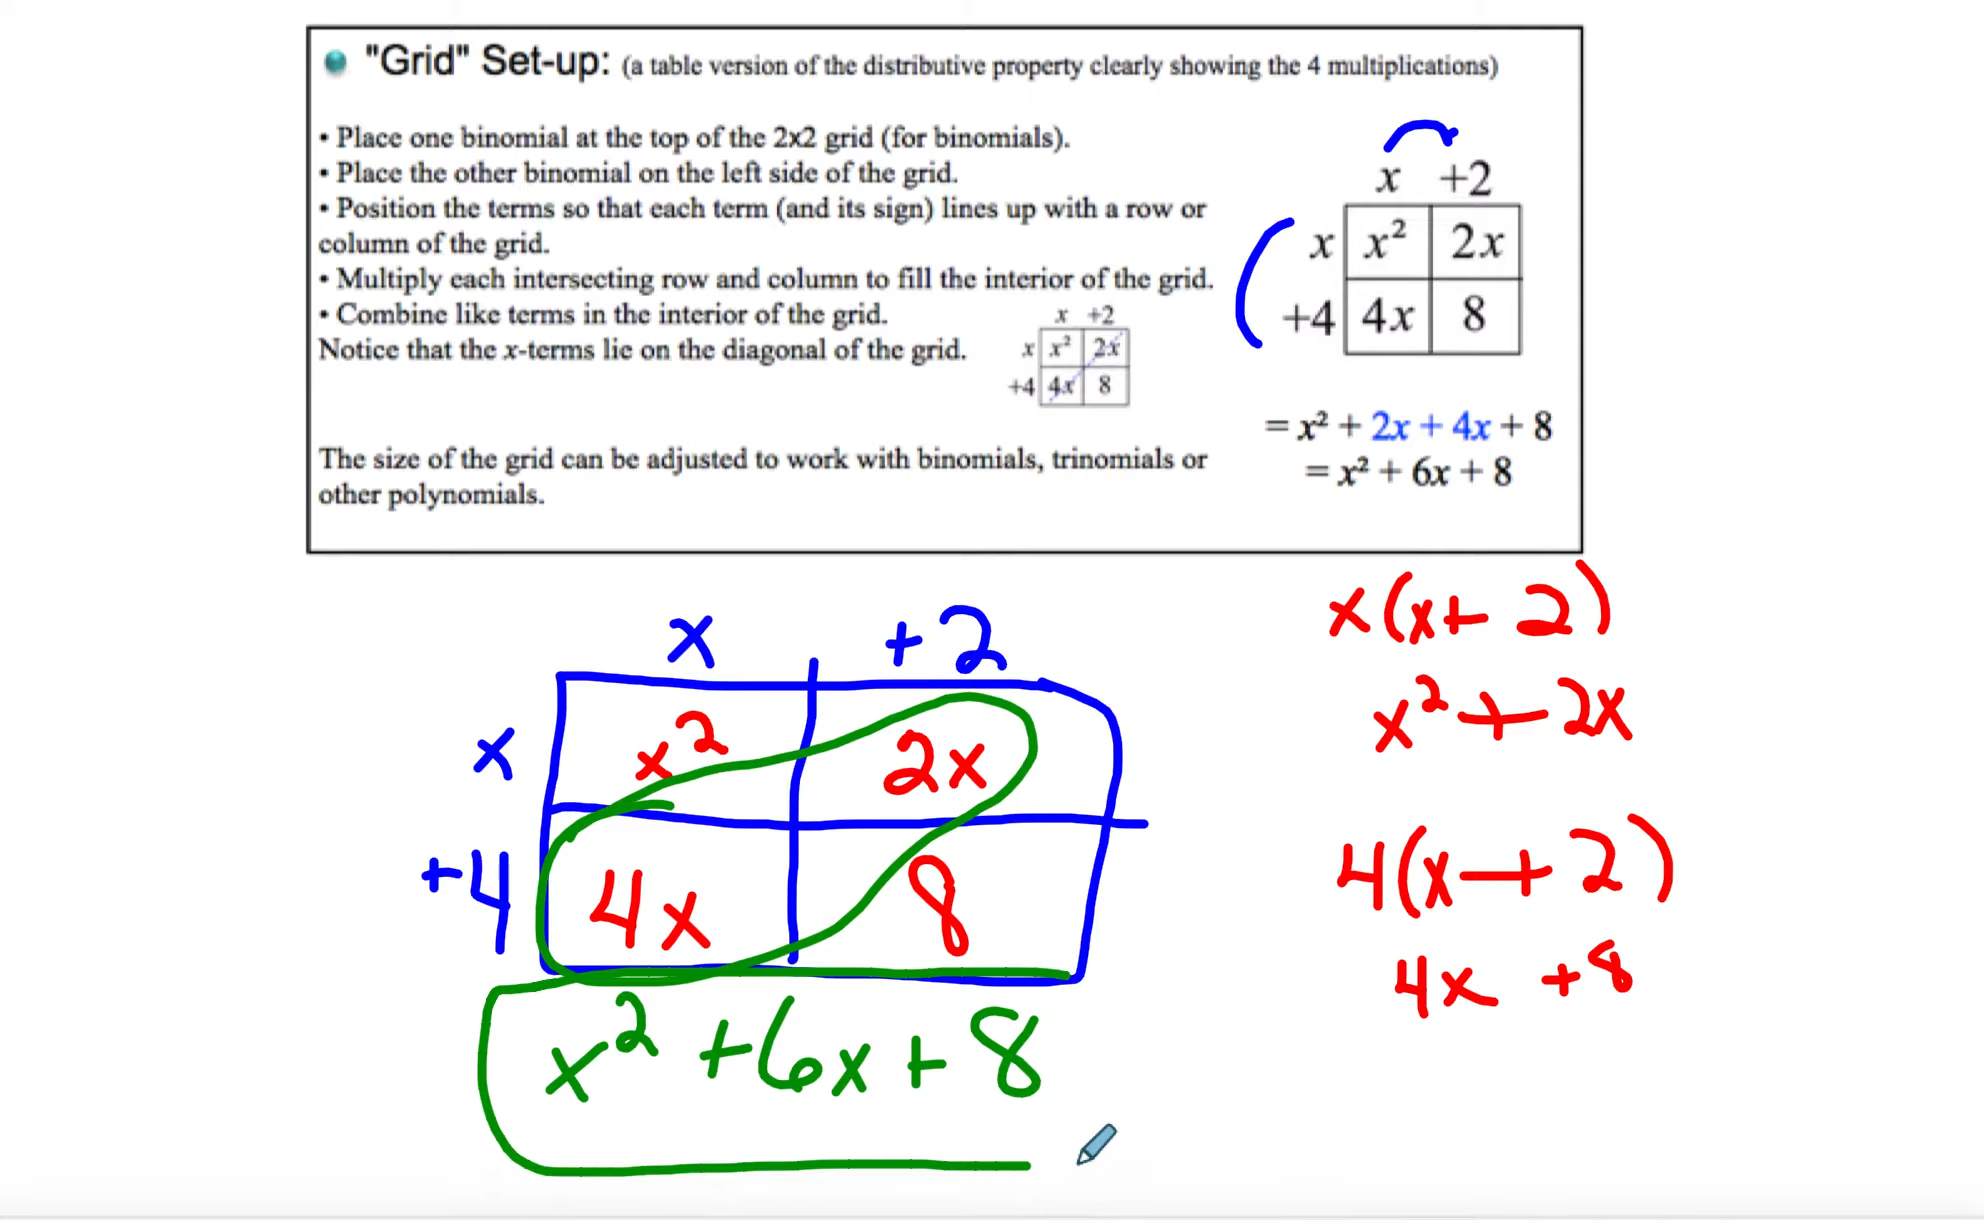 "Grid" Set-up: (a table version of the distributive property clearly showing the 4 multiplications)
• Place one binomial at the top of the 2x2 grid (for binomials).
• Place the other binomial on the left side of the grid.
• Position the terms so that each term (and its sign) lines up with a row or
column of the grid.
• Multiply each intersecting row and column to fill the interior of the grid.
• Combine like terms in the interior of the grid.
Notice that the x-terms lie on the diagonal of the grid.
x +2
x x² 2x
+4 4x 8
The size of the grid can be adjusted to work with binomials, trinomials or
other polynomials.
x +2
x x² 2x
+4 4x 8
= x² + 2x + 4x + 8
= x² + 6x + 8
x +2
x x² 2x
+4 4x 8
x² +6x + 8
x(x+2)
x² + 2x
4(x+2)
4x +8